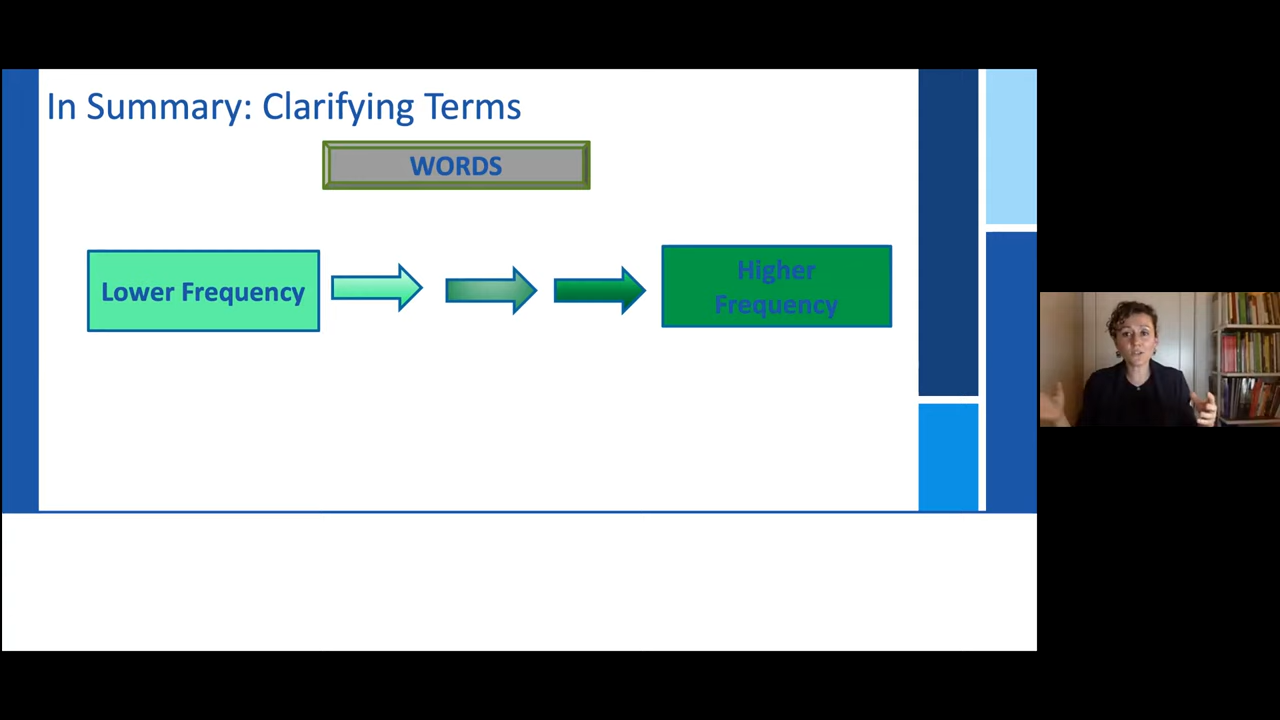 In Summary: Clarifying Terms
WORDS
Lower Frequency
Higher
Frequency